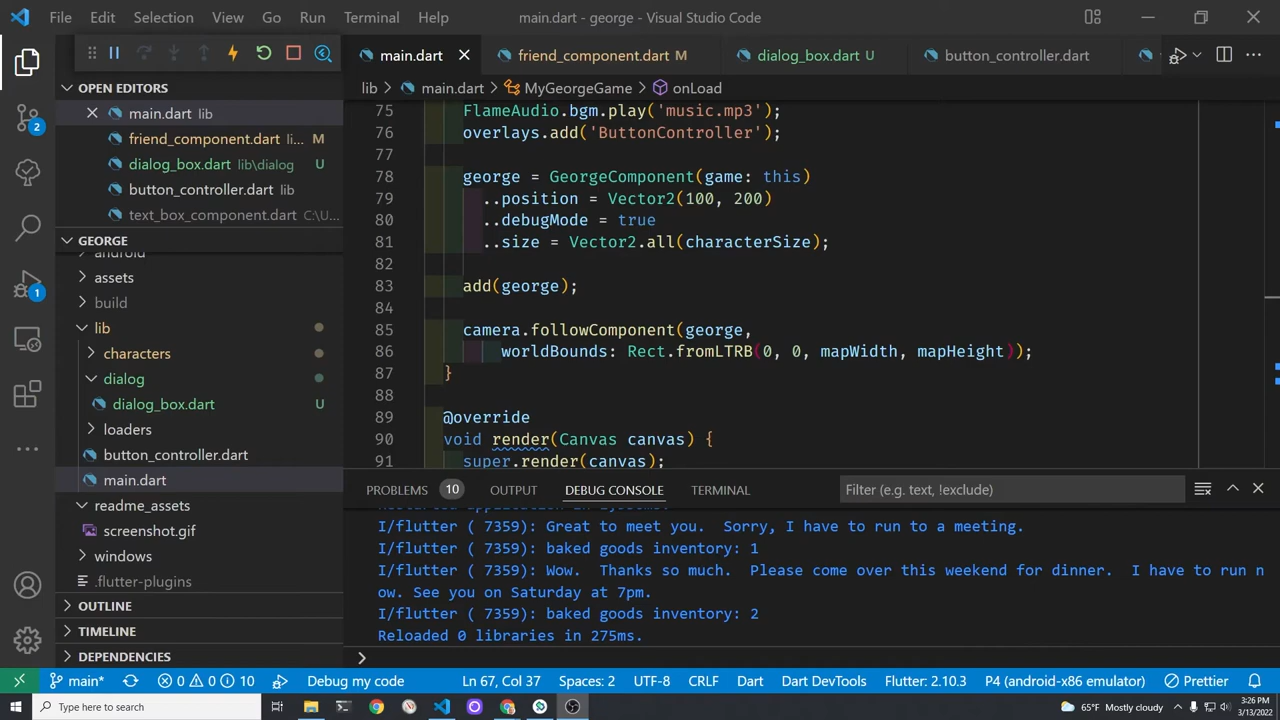 File Edit Selection View Go Run Terminal Help main.dart - george - Visual Studio Code
main.dart friend_component.dart M dialog_box.dart U button_controller.dart
EXPLORER
OPEN EDITORS
lib > main.dart > MyGeorgeGame > onLoad
main.dart lib
friend_component.dart li... M
dialog_box.dart lib\dialog U
button_controller.dart lib
text_box_component.dart C:\U...
GEORGE
android
assets
build
lib
characters
dialog
dialog_box.dart U
loaders
button_controller.dart
main.dart
readme_assets
screenshot.gif
windows
.flutter-plugins
OUTLINE
TIMELINE
DEPENDENCIES
2
1
75 FlameAudio.bgm.play('music.mp3');
76 overlays.add('ButtonController');
77
78 george = GeorgeComponent(game: this)
79 ..position = Vector2(100, 200)
80 ..debugMode = true
81 ..size = Vector2.all(characterSize);
82
83 add(george);
84
85 camera.followComponent(george,
86 worldBounds: Rect.fromLTRB(0, 0, mapWidth, mapHeight));
87 }
88
89 @override
90 void render(Canvas canvas) {
91 super.render(canvas);
PROBLEMS 10 OUTPUT DEBUG CONSOLE TERMINAL Filter (e.g. text, !exclude)
I/flutter ( 7359): Great to meet you.  Sorry, I have to run to a meeting.
I/flutter ( 7359): baked goods inventory: 1
I/flutter ( 7359): Wow.  Thanks so much.  Please come over this weekend for dinner.  I have to run n
ow. See you on Saturday at 7pm.
I/flutter ( 7359): baked goods inventory: 2
Reloaded 0 libraries in 275ms.
main* 0 0 10 Debug my code Ln 67, Col 37 Spaces: 2 UTF-8 CRLF Dart Dart DevTools Flutter: 2.10.3 P4 (android-x86 emulator) Prettier
Type here to search 65°F Mostly cloudy 3:26 PM
3/13/2022